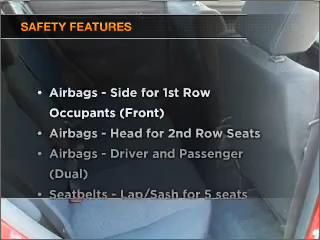 SAFETY FEATURES
• Airbags - Side for 1st Row
Occupants (Front)
• Airbags - Head for 2nd Row Seats
• Airbags - Driver and Passenger
(Dual)
• Seatbelts - Lap/Sash for 5 seats